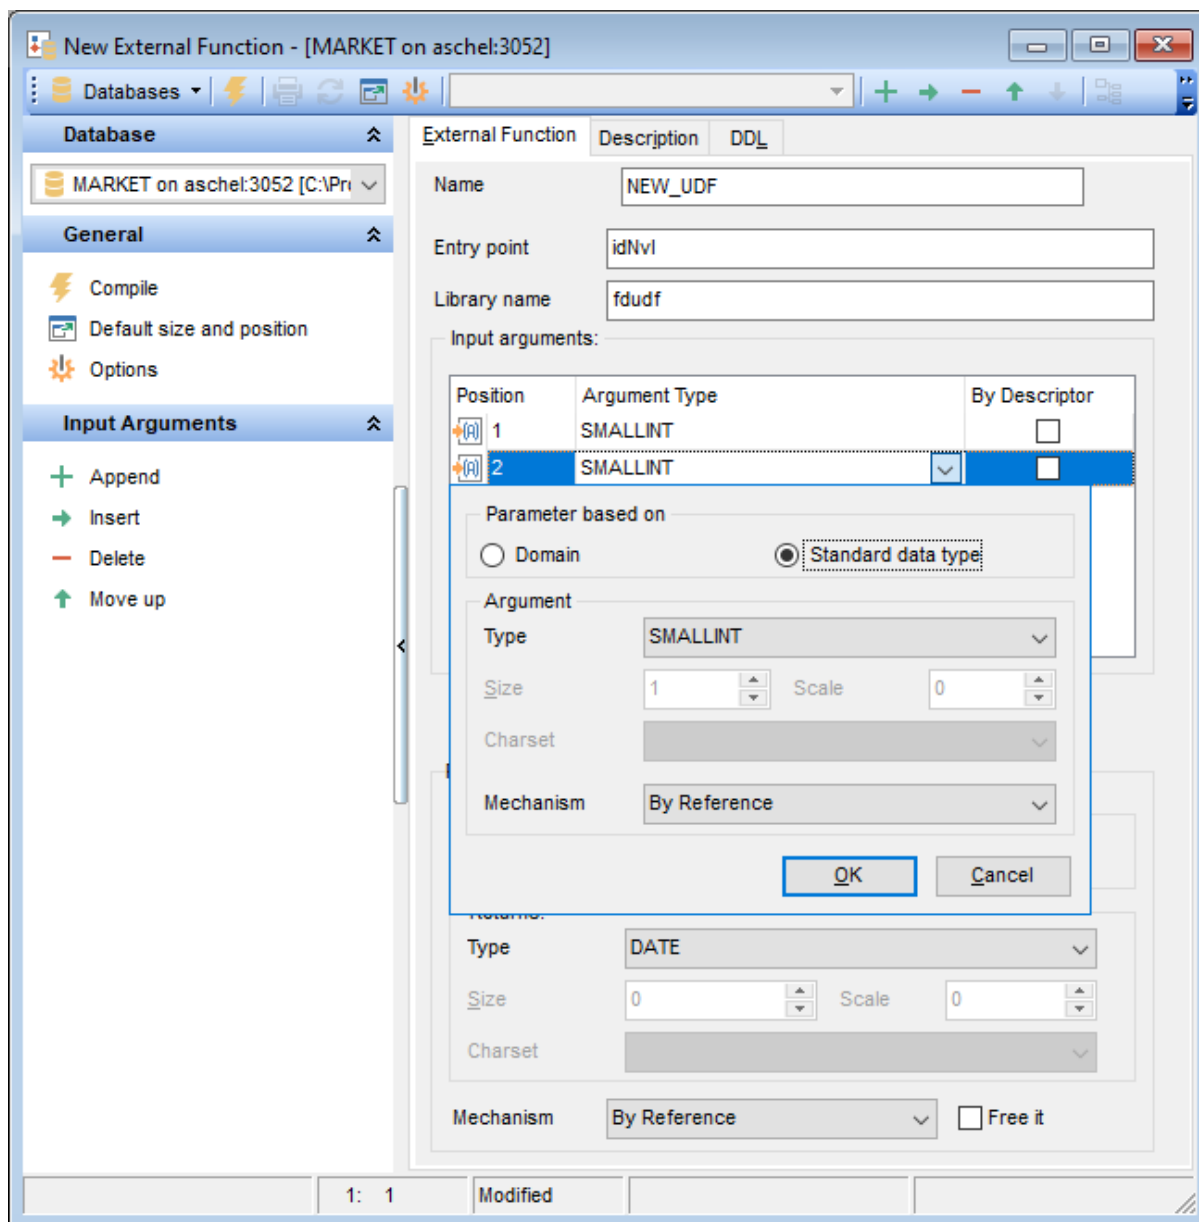 New External Function - [MARKET on aschel:3052]
Databases
Database
MARKET on aschel:3052 [C:\Pr
General
Compile
Default size and position
Options
Input Arguments
Append
Insert
Delete
Move up
External Function Description DDL
Name NEW_UDF
Entry point idNvl
Library name fdudf
Input arguments:
Position Argument Type By Descriptor
1 SMALLINT
2 SMALLINT
Parameter based on
Domain Standard data type
Argument
Type SMALLINT
Size 1 Scale 0
Charset
Mechanism By Reference
OK Cancel
Returns:
Type DATE
Size 0 Scale 0
Charset
Mechanism By Reference Free it
1: 1 Modified